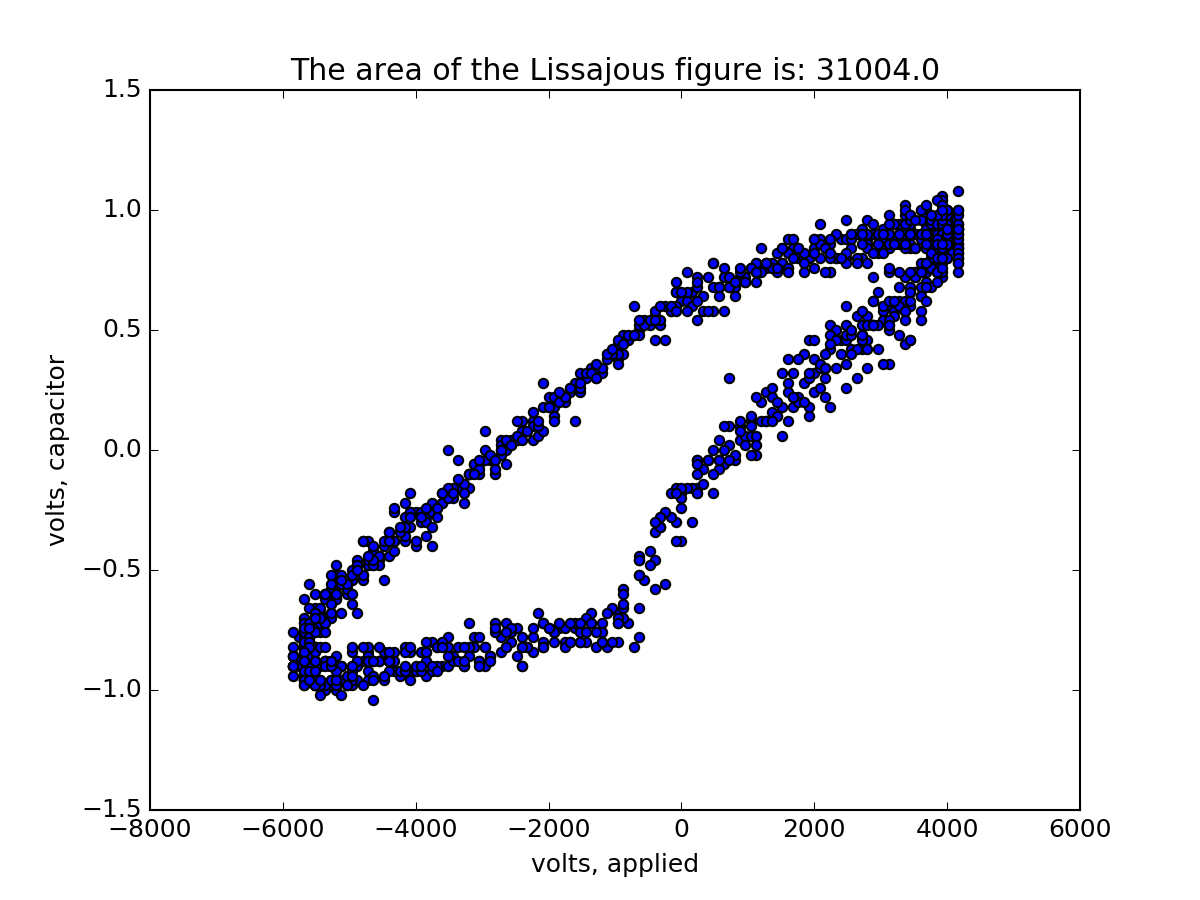 The area of the Lissajous figure is: 31004.0
1.5
1.0
0.5
0.0
−0.5
−1.0
−1.5
volts, capacitor
−8000 −6000 −4000 −2000 0 2000 4000 6000
volts, applied